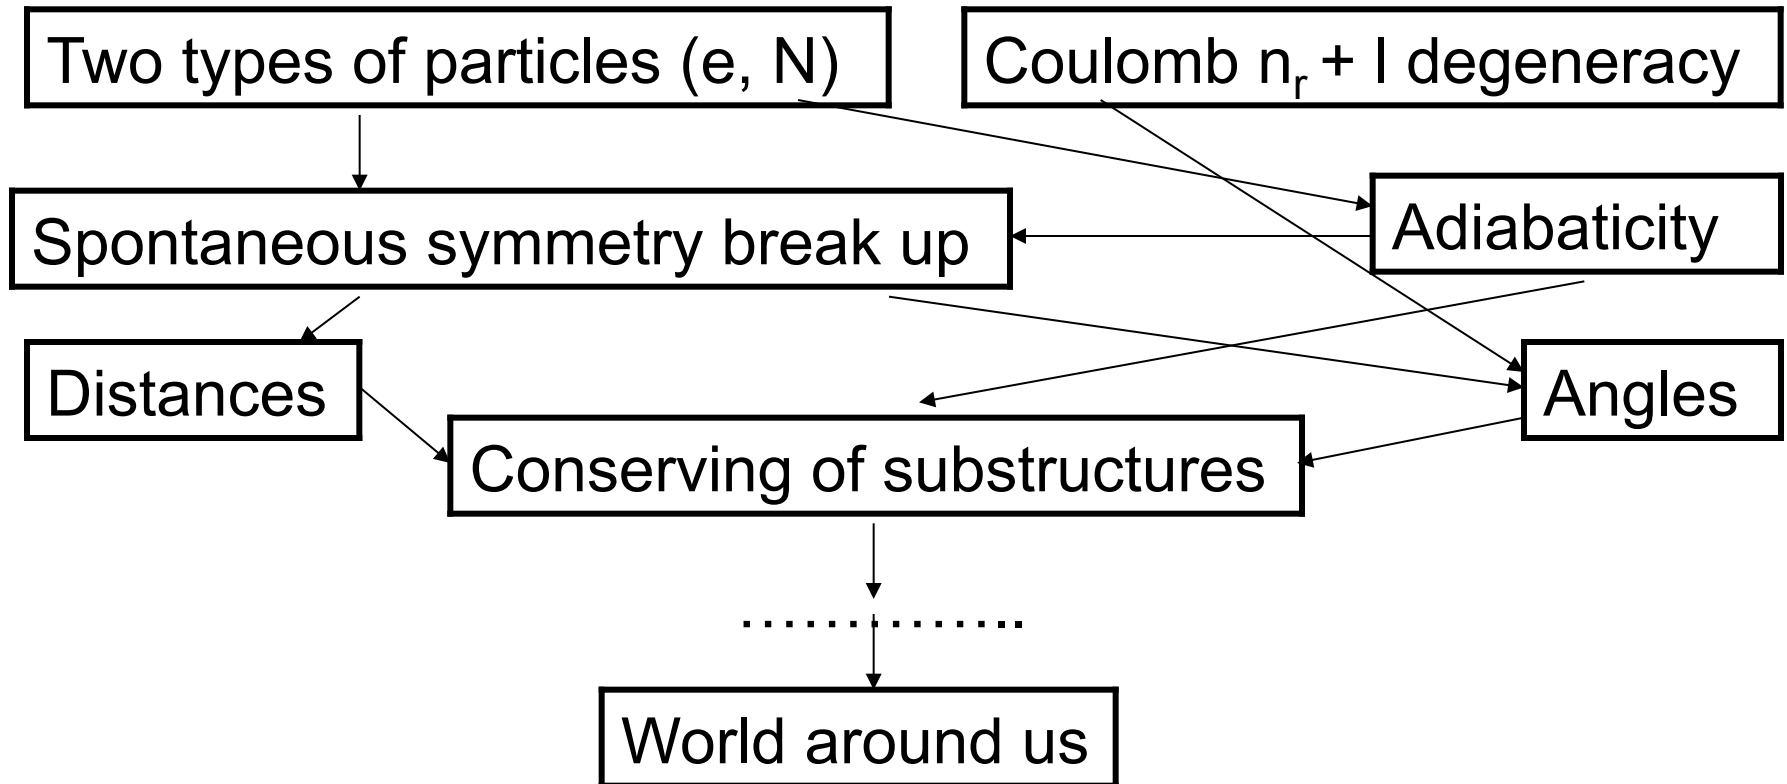 Two types of particles (e, N)
Coulomb nᵣ + l degeneracy
Spontaneous symmetry break up
Adiabaticity
Distances
Angles
Conserving of substructures
..............
World around us